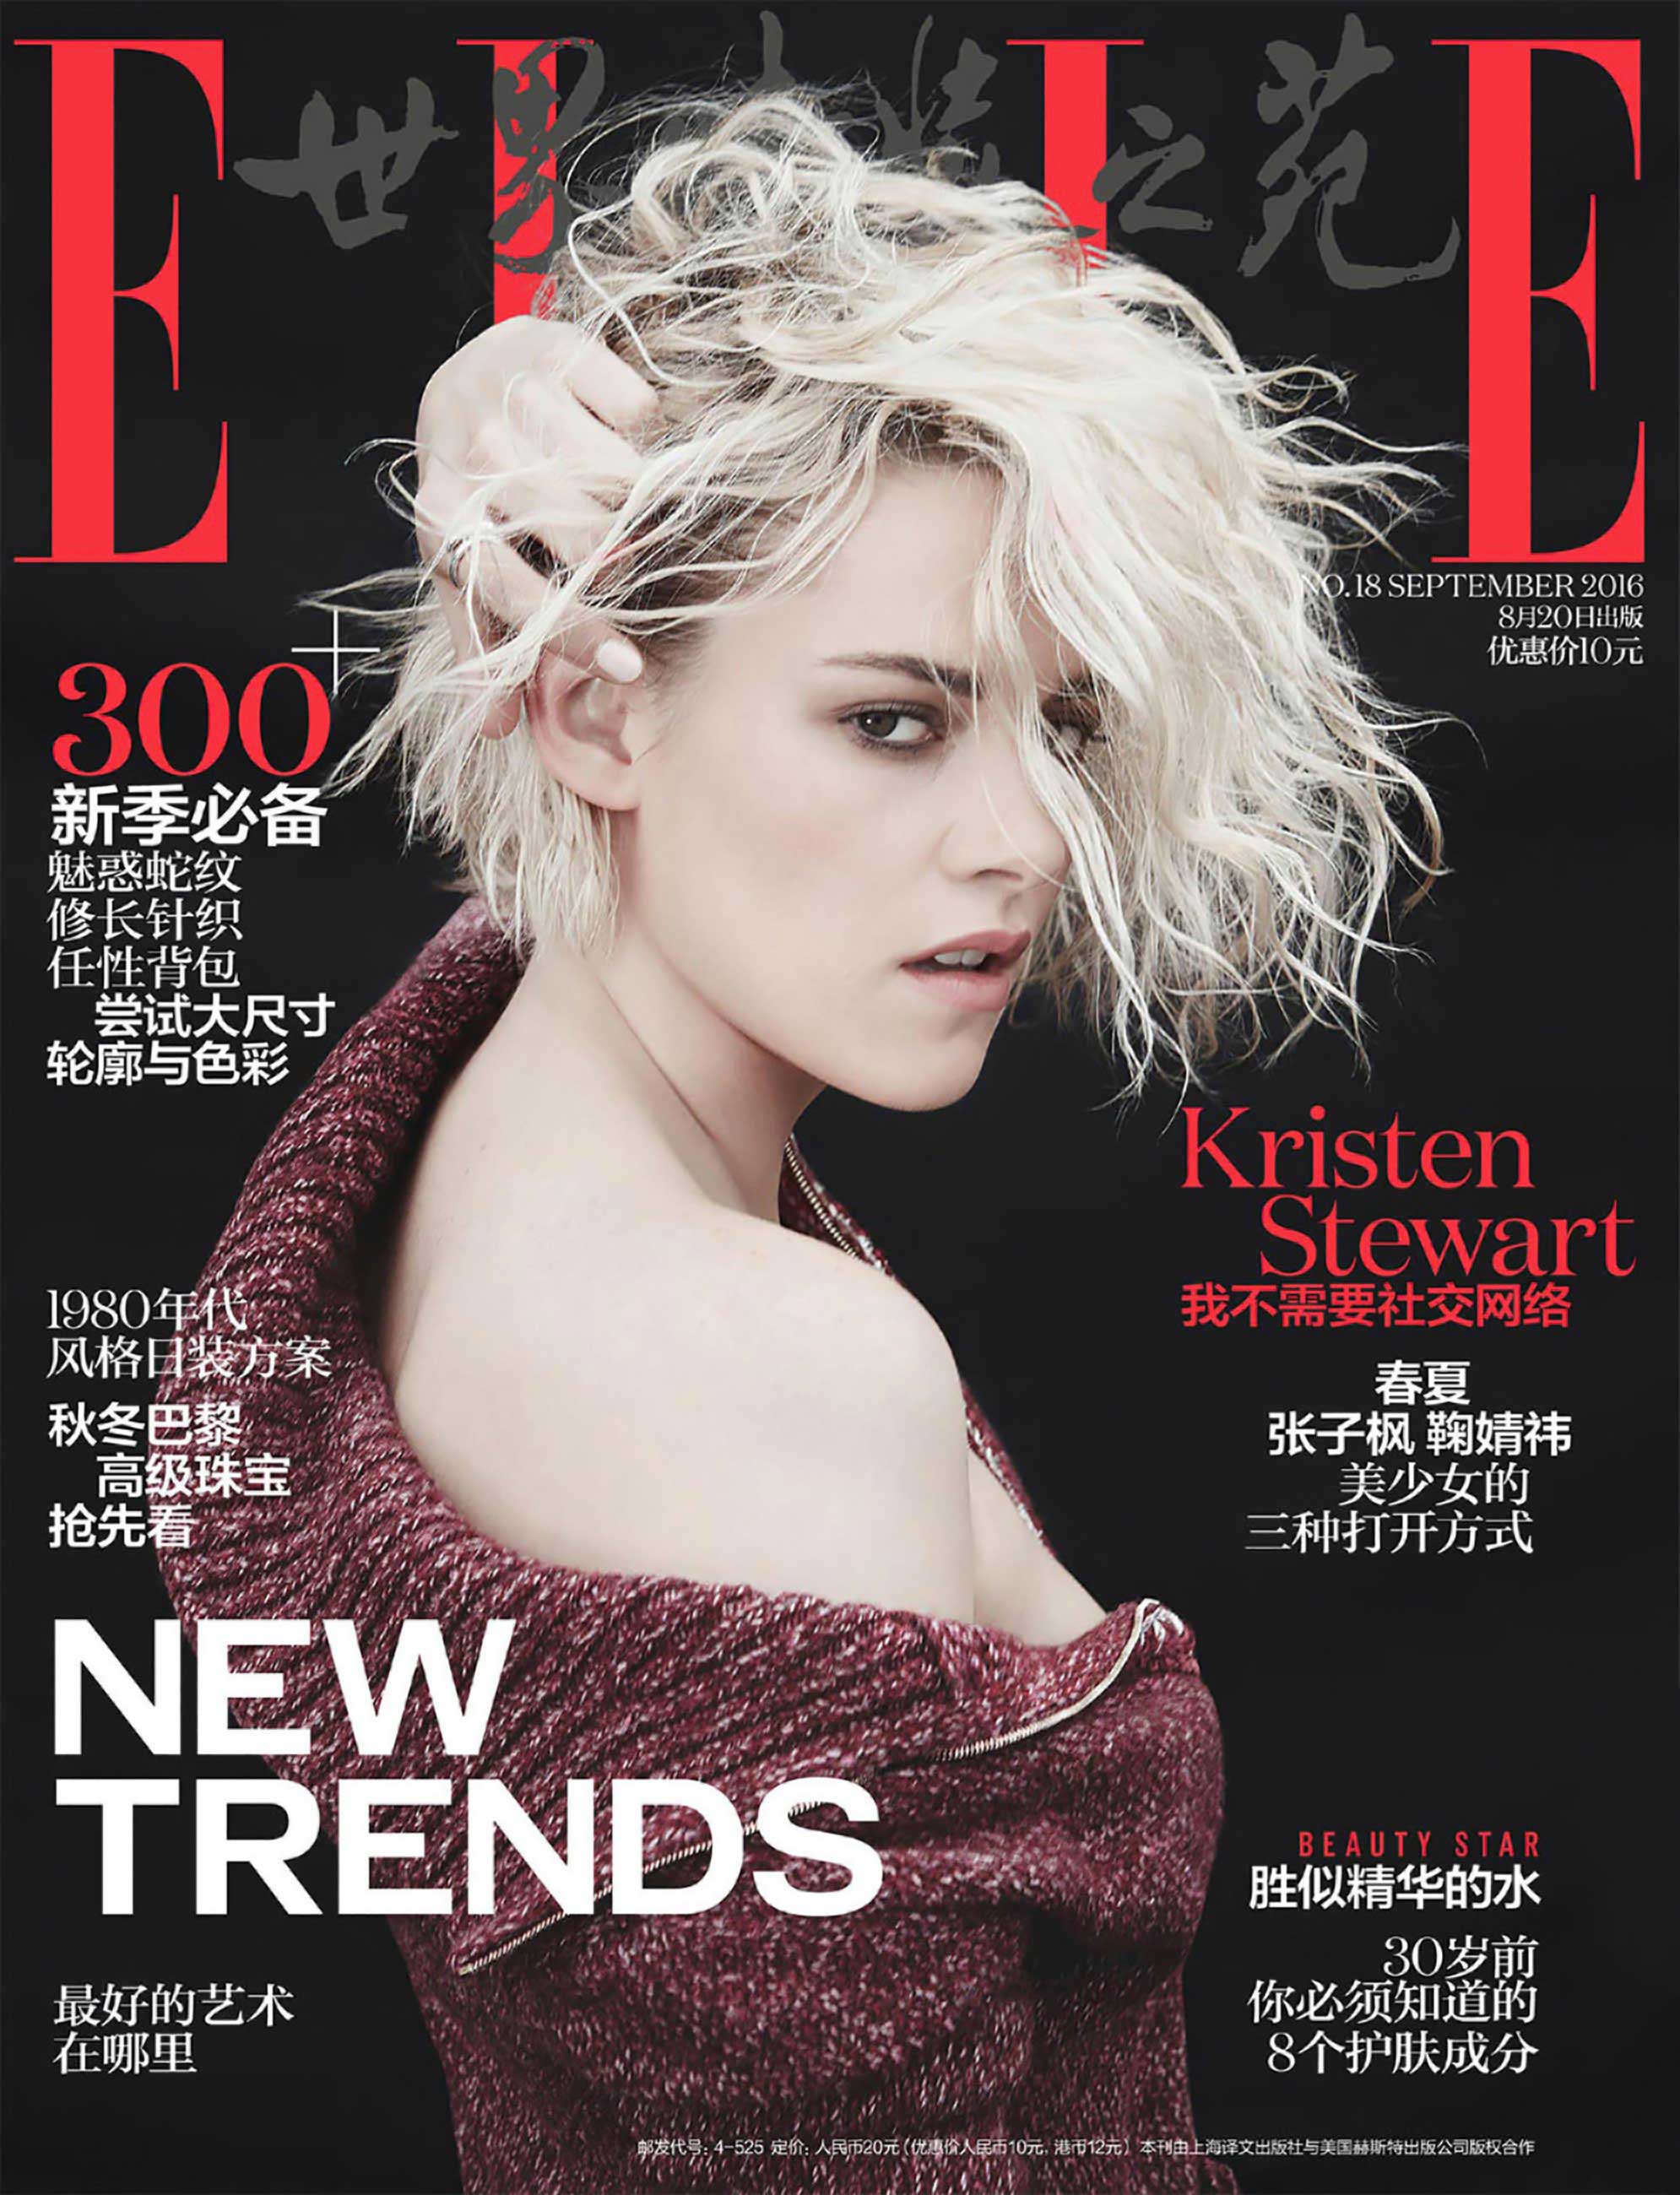 ELLE
世界 装之苑
NO.18 SEPTEMBER 2016
8月20日出版
优惠价10元
300+
新季必备
魅惑蛇纹
修长针织
任性背包
尝试大尺寸
轮廓与色彩
Kristen
Stewart
我不需要社交网络
春夏
张子枫 鞠婧祎
美少女的
三种打开方式
1980年代
风格日装方案
秋冬巴黎
高级珠宝
抢先看
NEW
TRENDS
最好的艺术
在哪里
BEAUTY STAR
胜似精华的水
30岁前
你必须知道的
8个护肤成分
邮发代号: 4-525 定价: 人民币20元 (优惠价人民币10元, 港币12元) 本刊由上海译文出版社与美国赫斯特出版公司版权合作